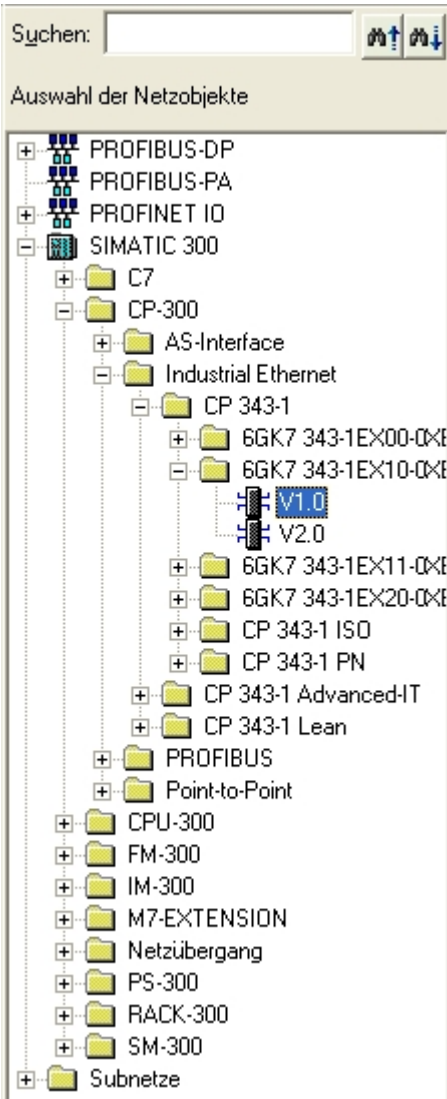 Suchen:
Auswahl der Netzobjekte
PROFIBUS-DP
PROFIBUS-PA
PROFINET IO
SIMATIC 300
C7
CP-300
AS-Interface
Industrial Ethernet
CP 343-1
6GK7 343-1EX00-0XE
6GK7 343-1EX10-0XE
V1.0
V2.0
6GK7 343-1EX11-0XE
6GK7 343-1EX20-0XE
CP 343-1 ISO
CP 343-1 PN
CP 343-1 Advanced-IT
CP 343-1 Lean
PROFIBUS
Point-to-Point
CPU-300
FM-300
IM-300
M7-EXTENSION
Netzübergang
PS-300
RACK-300
SM-300
Subnetze